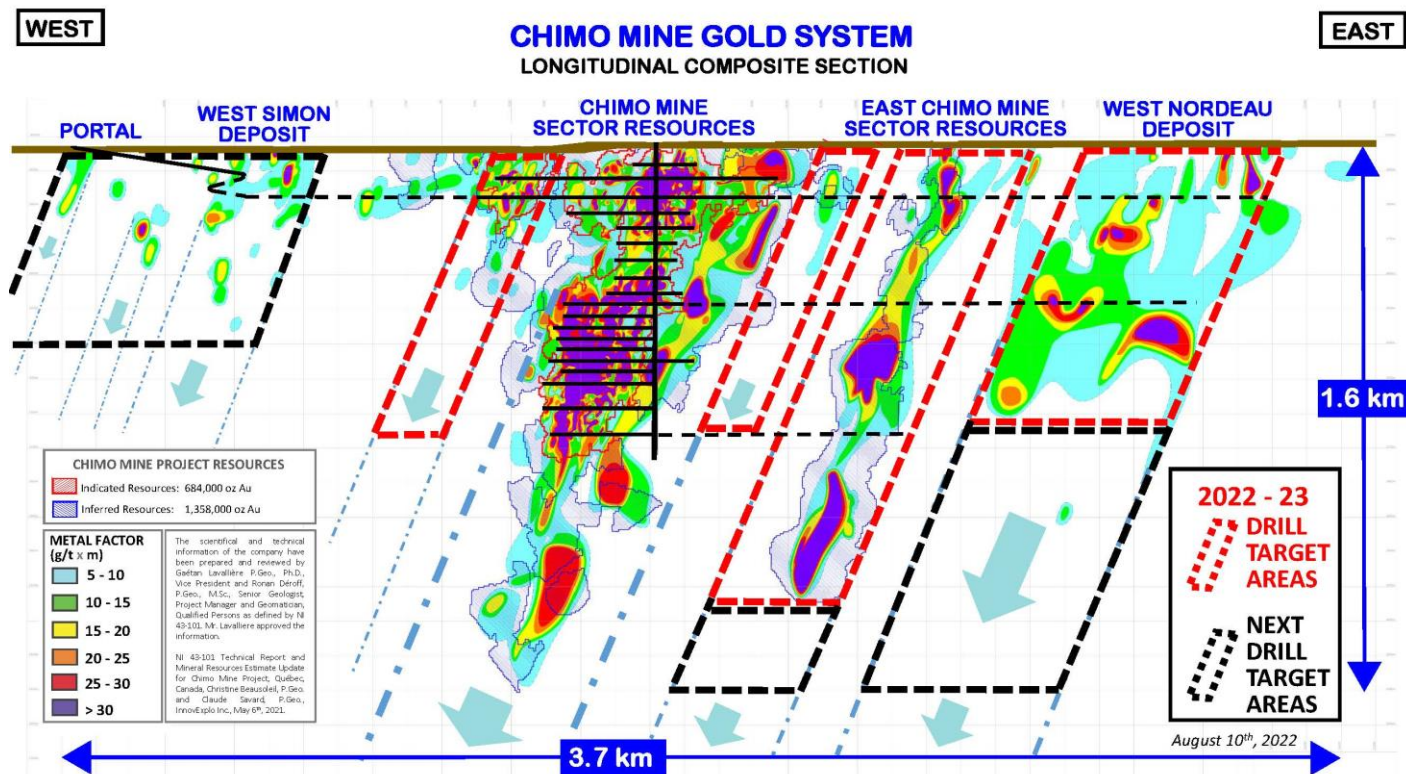 WEST
CHIMO MINE GOLD SYSTEM
LONGITUDINAL COMPOSITE SECTION
EAST
PORTAL
WEST SIMON
DEPOSIT
CHIMO MINE
SECTOR RESOURCES
EAST CHIMO MINE
SECTOR RESOURCES
WEST NORDEAU
DEPOSIT
1.6 km
CHIMO MINE PROJECT RESOURCES
Indicated Resources: 684,000 oz Au
Inferred Resources: 1,358,000 oz Au
METAL FACTOR
(g/t x m)
5 - 10
10 - 15
15 - 20
20 - 25
25 - 30
> 30
The scientifical and technical
information of the company have
been prepared and reviewed by
Gaétan Lavallière P.Geo., Ph.D.,
Vice President and Ronan Déroff,
P.Geo., M.Sc., Senior Geologist,
Project Manager and Geomatician,
Qualified Persons as defined by NI
43-101. Mr. Lavalliere approved the
information.
NI 43-101 Technical Report and
Mineral Resources Estimate Update
for Chimo Mine Project, Québec,
Canada, Christine Beausoleil, P.Geo.
and Claude Savard, P.Geo.,
InnovExplo Inc., May 6th, 2021.
2022 - 23
DRILL
TARGET
AREAS
NEXT
DRILL
TARGET
AREAS
August 10th, 2022
3.7 km